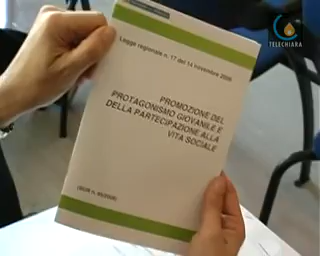 TELECHIARA
Legge regionale n. 17 del 14 novembre 2008
PROMOZIONE DEL
PROTAGONISMO GIOVANILE E
DELLA PARTECIPAZIONE ALLA
VITA SOCIALE